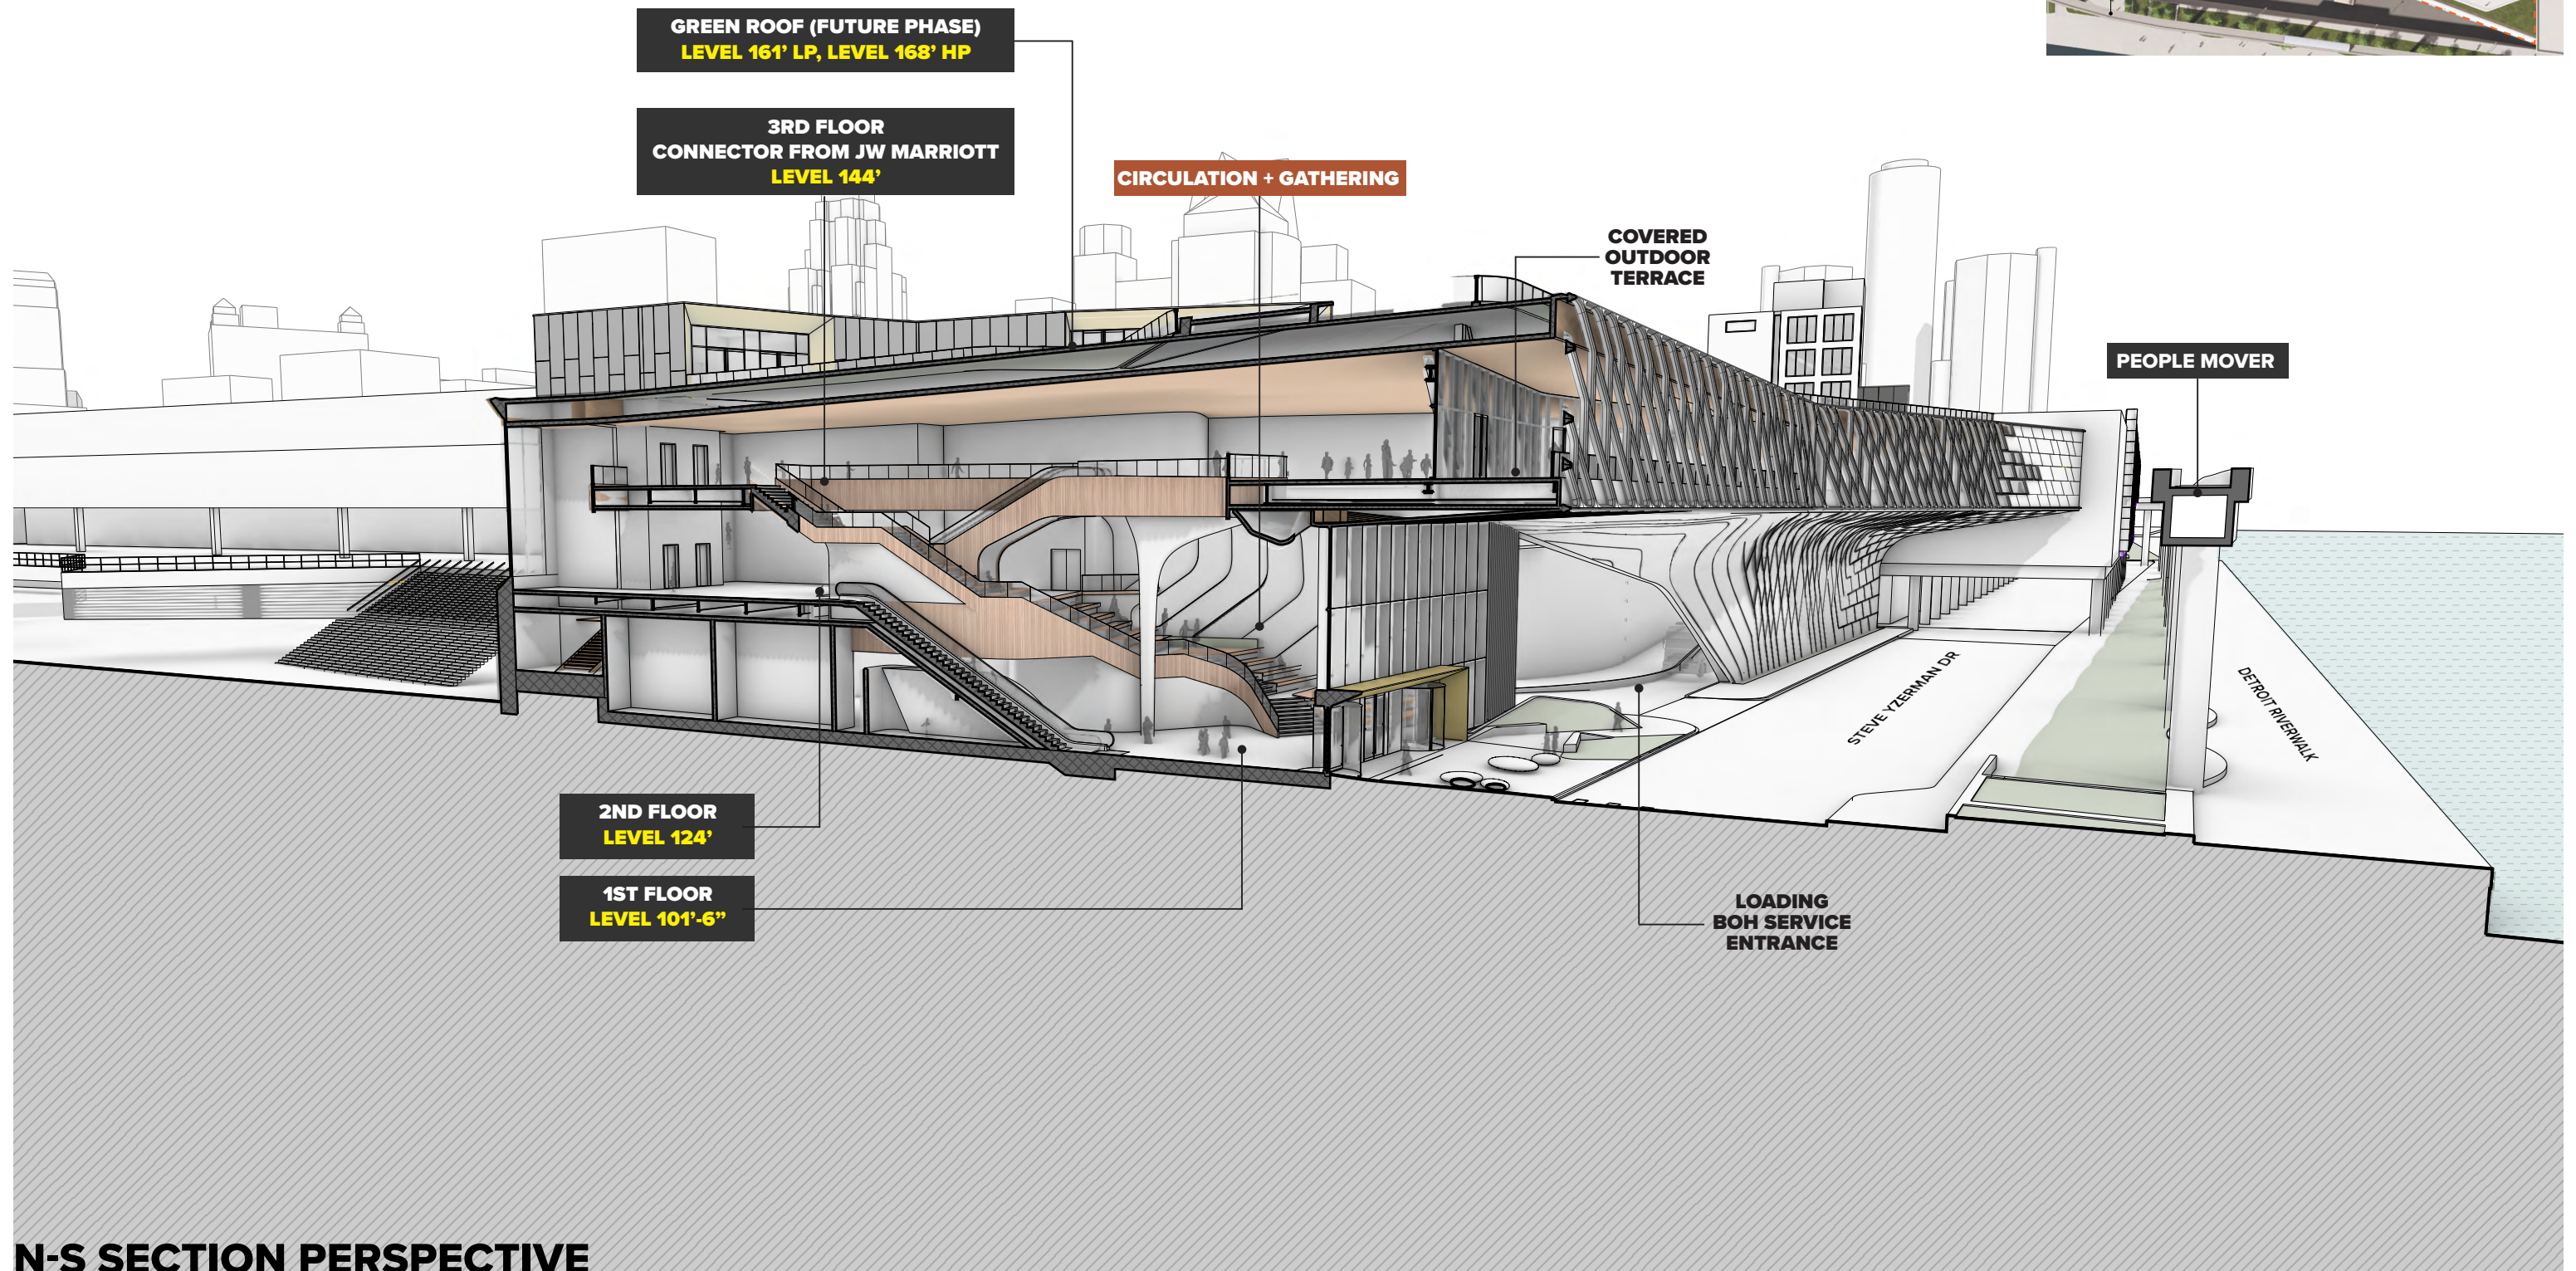 GREEN ROOF (FUTURE PHASE)
LEVEL 161’ LP, LEVEL 168’ HP
3RD FLOOR
CONNECTOR FROM JW MARRIOTT
LEVEL 144’
CIRCULATION + GATHERING
COVERED
OUTDOOR
TERRACE
PEOPLE MOVER
STEVE YZERMAN DR
DETROIT RIVERWALK
2ND FLOOR
LEVEL 124’
1ST FLOOR
LEVEL 101’-6”
LOADING
BOH SERVICE
ENTRANCE
N-S SECTION PERSPECTIVE